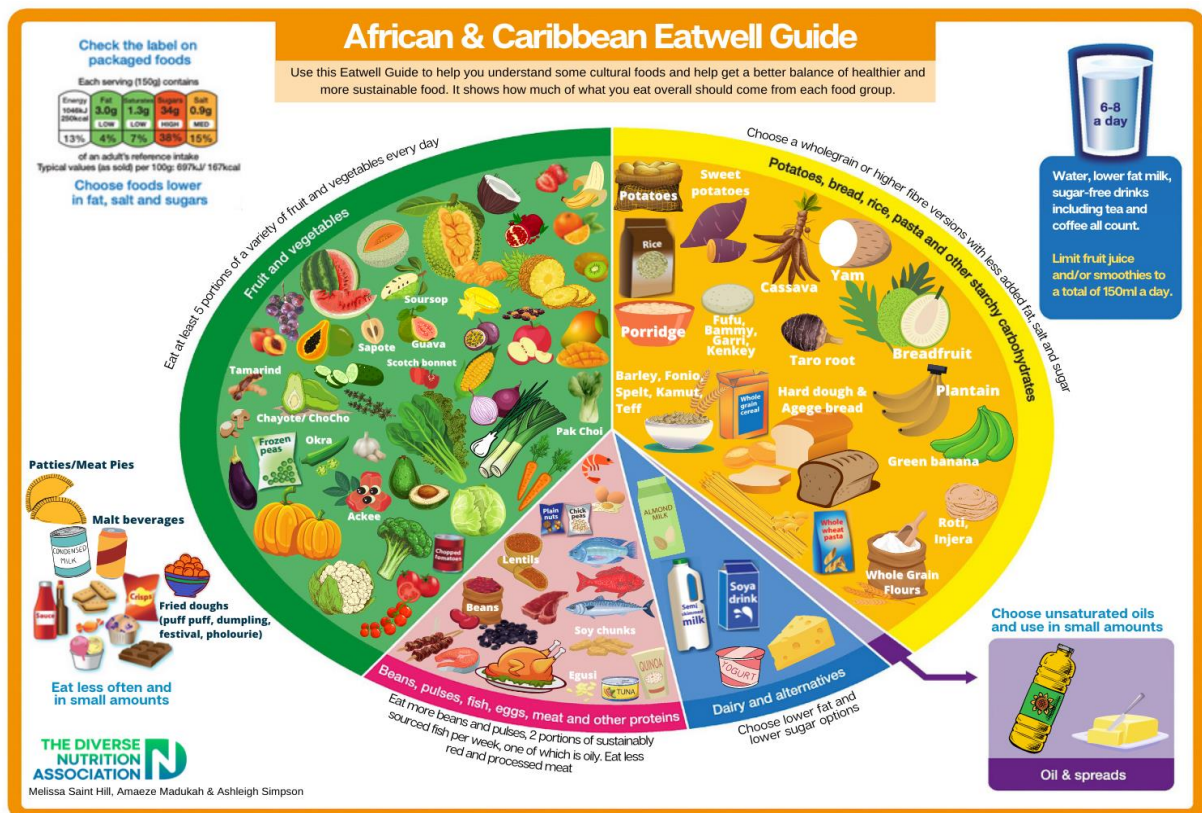 African & Caribbean Eatwell Guide
Use this Eatwell Guide to help you understand some cultural foods and help get a better balance of healthier and
more sustainable food. It shows how much of what you eat overall should come from each food group.
Check the label on
packaged foods
Each serving (150g) contains
Energy
1046kJ
250kcal
13%
Fat
3.0g
LOW
4%
Saturates
1.3g
LOW
7%
Sugars
34g
HIGH
38%
Salt
0.9g
MED
15%
of an adult's reference intake
Typical values (as sold) per 100g: 697kJ/ 167kcal
Choose foods lower
in fat, salt and sugars
6-8
a day
Water, lower fat milk,
sugar-free drinks
including tea and
coffee all count.
Limit fruit juice
and/or smoothies to
a total of 150ml a day.
Eat at least 5 portions of a variety of fruit and vegetables every day
Fruit and vegetables
Soursop
Sapote
Guava
Tamarind
Scotch bonnet
Chayote/ ChoCho
Pak Choi
Okra
Frozen
peas
Ackee
Chopped
tomatoes
Choose a wholegrain or higher fibre versions with less added fat, salt and sugar
Potatoes, bread, rice, pasta and other starchy carbohydrates
Potatoes
Sweet
potatoes
Rice
Cassava
Yam
Porridge
Fufu,
Bammy,
Garri,
Kenkey
Taro root
Breadfruit
Barley, Fonio,
Spelt, Kamut,
Teff
Whole
grain
cereal
Hard dough &
Agege bread
Plantain
Green banana
Whole
wheat
pasta
Roti,
Injera
Whole Grain
Flours
Plain
nuts
Chick
peas
Lentils
Beans
Soy chunks
Egusi
TUNA
QUINOA
Beans, pulses, fish, eggs, meat and other proteins
Eat more beans and pulses, 2 portions of sustainably
sourced fish per week, one of which is oily. Eat less
red and processed meat
ALMOND
MILK
Semi
skimmed
milk
Soya
drink
YOGURT
Dairy and alternatives
Choose lower fat and
lower sugar options
Patties/Meat Pies
Malt beverages
CONDENSED
MILK
Sauce
Crisps
Fried doughs
(puff puff, dumpling,
festival, pholourie)
Eat less often and
in small amounts
Choose unsaturated oils
and use in small amounts
Oil & spreads
THE DIVERSE
NUTRITION
ASSOCIATION
Melissa Saint Hill, Amaeze Madukah & Ashleigh Simpson